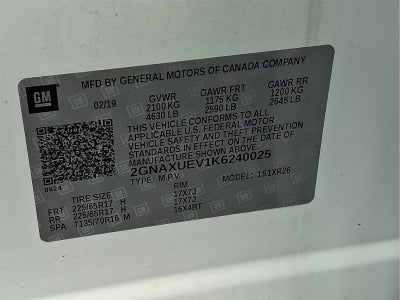 MFD BY GENERAL MOTORS OF CANADA COMPANY
GM
02/19 GVWR GAWR FRT GAWR RR
2100 KG 1175 KG 1200 KG
4630 LB 2590 LB 2645 LB
THIS VEHICLE CONFORMS TO ALL
APPLICABLE U.S. FEDERAL MOTOR
VEHICLE SAFETY AND THEFT
PREVENTION STANDARDS IN EFFECT
ON THE DATE OF MANUFACTURE
SHOWN ABOVE.
2GNAXUEV1K6240025
8624 TYPE: M.P.V. MODEL: 1S1XR26
TIRE SIZE RIM
FRT 225/65R17 H 17X7J
RR 225/65R17 H 17X7J
SPA T135/70R16 M 16X4BT